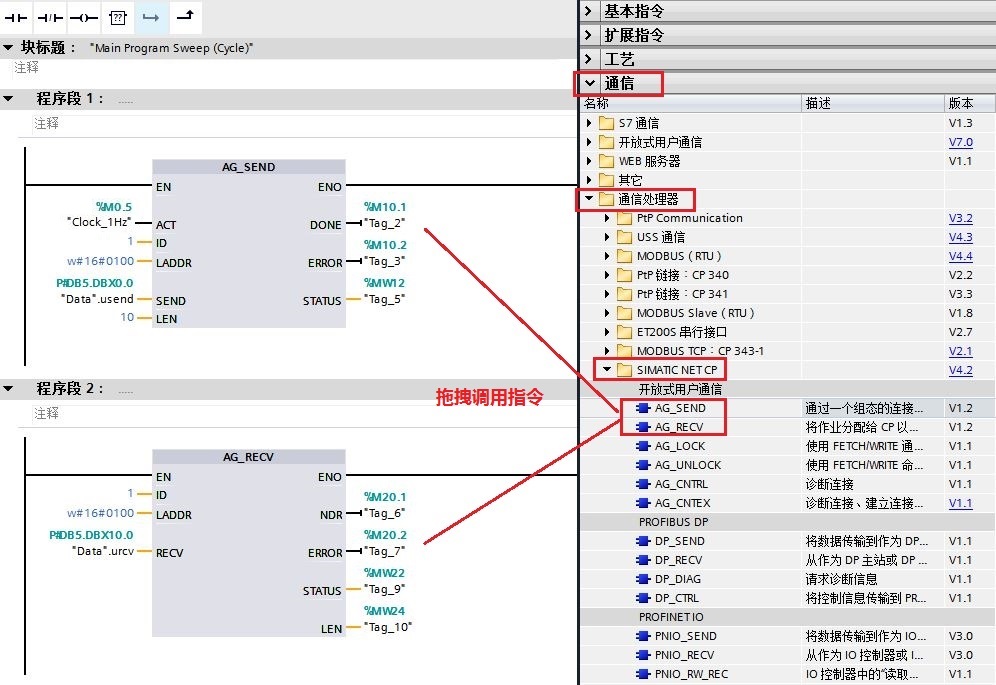 ??
块标题： "Main Program Sweep (Cycle)"
注释
程序段 1： .....
注释
AG_SEND
EN ENO
%M0.5
"Clock_1Hz" ACT
1 ID
w#16#0100 LADDR
P#DB5.DBX0.0
"Data".usend SEND
10 LEN
%M10.1
DONE "Tag_2"
%M10.2
ERROR "Tag_3"
%MW12
STATUS "Tag_5"
程序段 2： .....
注释
拖拽调用指令
AG_RECV
EN ENO
1 ID
w#16#0100 LADDR
P#DB5.DBX10.0
"Data".urcv RECV
%M20.1
NDR "Tag_6"
%M20.2
ERROR "Tag_7"
%MW22
STATUS "Tag_9"
%MW24
LEN "Tag_10"
基本指令
扩展指令
工艺
通信
名称 描述 版本
S7 通信 V1.3
开放式用户通信 V7.0
WEB 服务器 V1.1
其它
通信处理器
PtP Communication V3.2
USS 通信 V4.3
MODBUS（RTU） V4.4
PtP 链接：CP 340 V2.2
PtP 链接：CP 341 V3.3
MODBUS Slave（RTU） V1.8
ET200S 串行接口 V2.7
MODBUS TCP：CP 343-1 V2.1
SIMATIC NET CP V4.2
开放式用户通信
AG_SEND 通过一个组态的连接... V1.2
AG_RECV 将作业分配给 CP 以... V1.2
AG_LOCK 使用 FETCH/WRITE 通... V1.1
AG_UNLOCK 使用 FETCH/WRITE 命... V1.1
AG_CNTRL 诊断连接 V1.1
AG_CNTEX 诊断连接、建立连接... V1.1
PROFIBUS DP
DP_SEND 将数据传输到作为 DP... V1.1
DP_RECV 从作为 DP 主站或 DP ... V1.1
DP_DIAG 请求诊断信息 V1.1
DP_CTRL 将控制信息传输到 PR... V1.1
PROFINET IO
PNIO_SEND 将数据传输到作为 IO... V3.0
PNIO_RECV 从作为 IO 控制器或 I... V3.0
PNIO_RW_REC IO 控制器中的“读取... V1.1